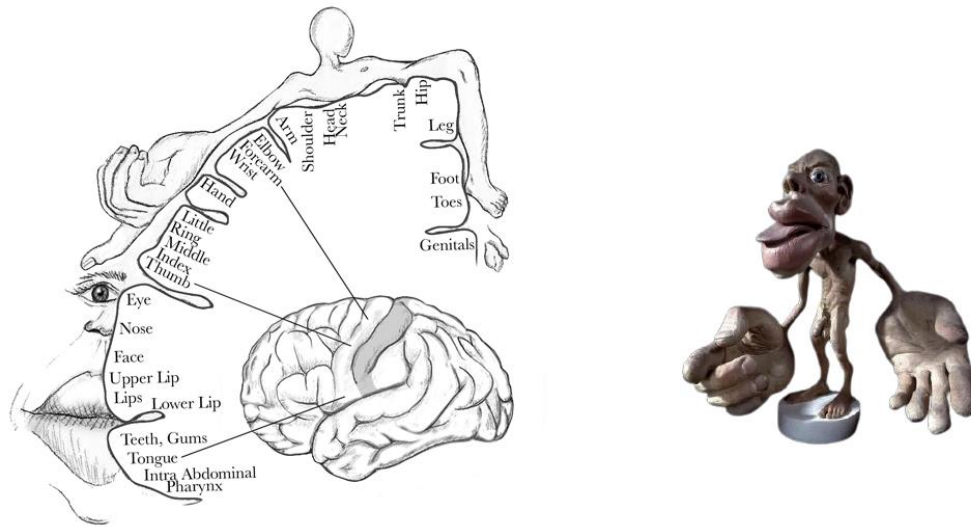 Hip
Trunk
Neck
Head
Shoulder
Arm
Elbow
Forearm
Wrist
Hand
Little
Ring
Middle
Index
Thumb
Eye
Nose
Face
Upper Lip
Lips
Lower Lip
Teeth, Gums
Tongue
Intra Abdominal
Pharynx
Leg
Foot
Toes
Genitals